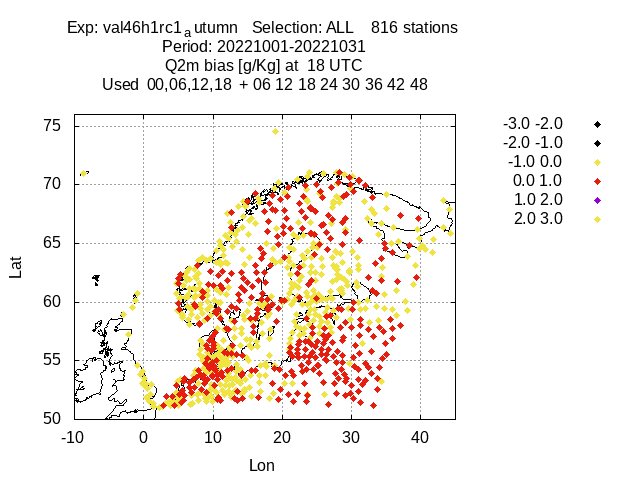 Exp: val46h1rc1autumn Selection: ALL 816 stations
Period: 20221001-20221031
Q2m bias [g/Kg] at 18 UTC
Used 00,06,12,18 + 06 12 18 24 30 36 42 48
-3.0 -2.0
-2.0 -1.0
-1.0 0.0
0.0 1.0
1.0 2.0
2.0 3.0
Lat
75
70
65
60
55
50
-10 0 10 20 30 40
Lon